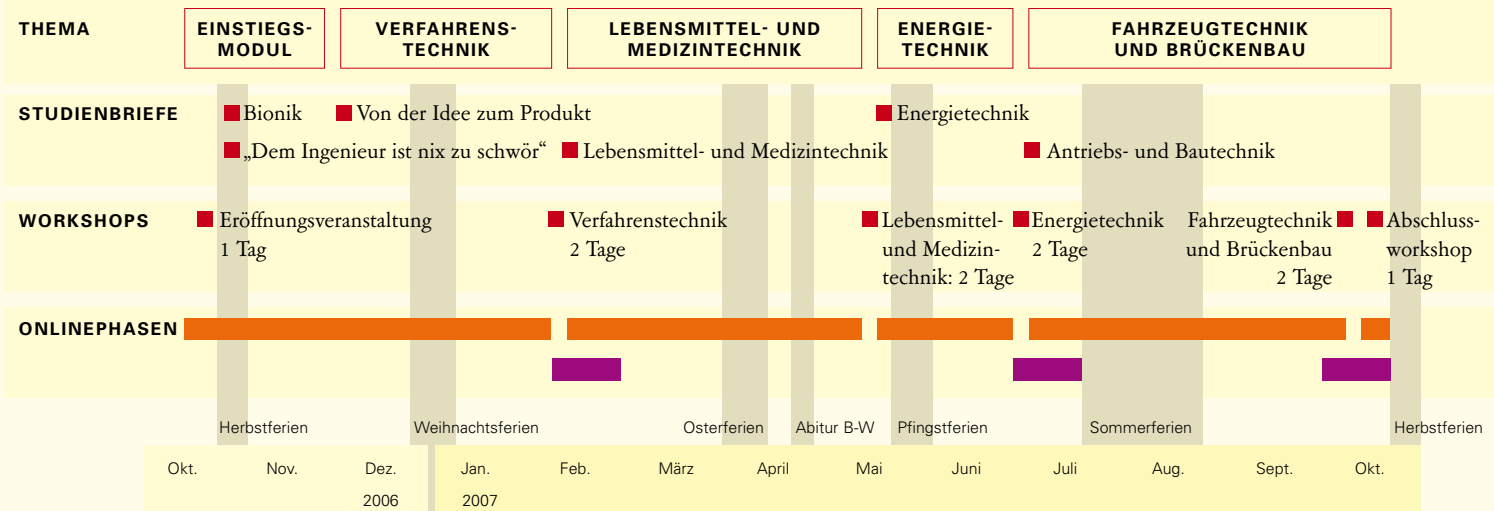 THEMA
EINSTIEGS-
MODUL
VERFAHRENS-
TECHNIK
LEBENSMITTEL- UND
MEDIZINTECHNIK
ENERGIE-
TECHNIK
FAHRZEUGTECHNIK
UND BRÜCKENBAU
STUDIENBRIEFE
Bionik
Von der Idee zum Produkt
Energietechnik
„Dem Ingenieur ist nix zu schwör“
Lebensmittel- und Medizintechnik
Antriebs- und Bautechnik
WORKSHOPS
Eröffnungsveranstaltung
1 Tag
Verfahrenstechnik
2 Tage
Lebensmittel-
und Medizin-
technik: 2 Tage
Energietechnik
2 Tage
Fahrzeugtechnik
und Brückenbau
2 Tage
Abschluss-
workshop
1 Tag
ONLINEPHASEN
Herbstferien
Weihnachtsferien
Osterferien
Abitur B-W
Pfingstferien
Sommerferien
Herbstferien
Okt.
Nov.
Dez.
Jan.
Feb.
März
April
Mai
Juni
Juli
Aug.
Sept.
Okt.
2006
2007